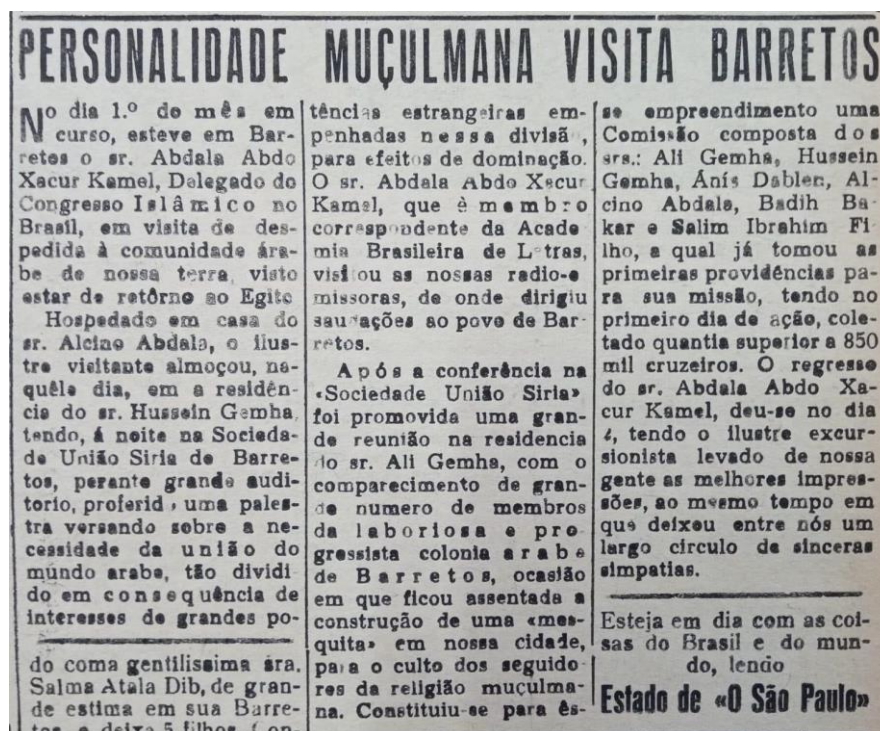 PERSONALIDADE MUÇULMANA VISITA BARRETOS
No dia 1.º do mês em
curso, esteve em Bar-
retos o sr. Abdala Abdo
Xacur Kamel, Delegado do
Congresso Islâmico no
Brasil, em visita de des-
pedida à comunidade ára-
be de nossa terra, visto
estar de retôrno ao Egito
Hospedado em casa do
sr. Alcino Abdala, o ilus-
tre visitante almoçou, na-
quêle dia, em a residên-
cia do sr. Hussein Gemha,
tendo, á noite na Socieda-
de União Siria de Barre-
tos, perante grande audi-
torio, proferid uma pales-
tra versando sobre a ne-
cessidade da união do
mundo arabe, tão dividi
do em consequência de
interesses de grandes po-
do coma gentilissima sra.
Salma Atala Dib, de gran-
de estima em sua Barre-
tos, e deixa 5 filhos.
tências estrangeiras em-
penhadas nessa divisã ,
para efeitos de dominação.
O sr. Abdala Abdo Xacur
Kamel, que é membro
correspondente da Acade
mia Brasileira de Letras,
visitou as nossas radio-e
missoras, de onde dirigiu
saudações ao povo de Bar
retos.
Após a conferência na
«Sociedade União Siria»
foi promovida uma gran-
de reunião na residencia
do sr. Ali Gemha, com o
comparecimento de gran-
de numero de membros
da laboriosa e pro
gressista colonia arabe
de Barretos, ocasião
em que ficou assentada a
construção de uma «mes-
quita» em nossa cidade,
para o culto dos seguido
res da religião muçulma-
na. Constituiu-se para ês-
se empreendimento uma
Comissão composta dos
srs.: Ali Gemha, Hussein
Gemha, Ánis Dablen, Al-
cino Abdala, Badih Ba-
kar e Salim Ibrahim Fi-
lho, a qual já tomou as
primeiras providências pa-
ra sua missão, tendo no
primeiro dia de ação, cole-
tado quantia superior a 850
mil cruzeiros. O regresso
do sr. Abdala Abdo Xa-
cur Kamel, deu-se no dia
, tendo o ilustre excur-
sionista levado de nossa
gente as melhores impres-
sões, ao mesmo tempo em
que deixou entre nós um
largo circulo de sinceras
simpatias.
Esteja em dia com as coi-
sas do Brasil e do mun-
do, lendo
Estado de «O São Paulo»